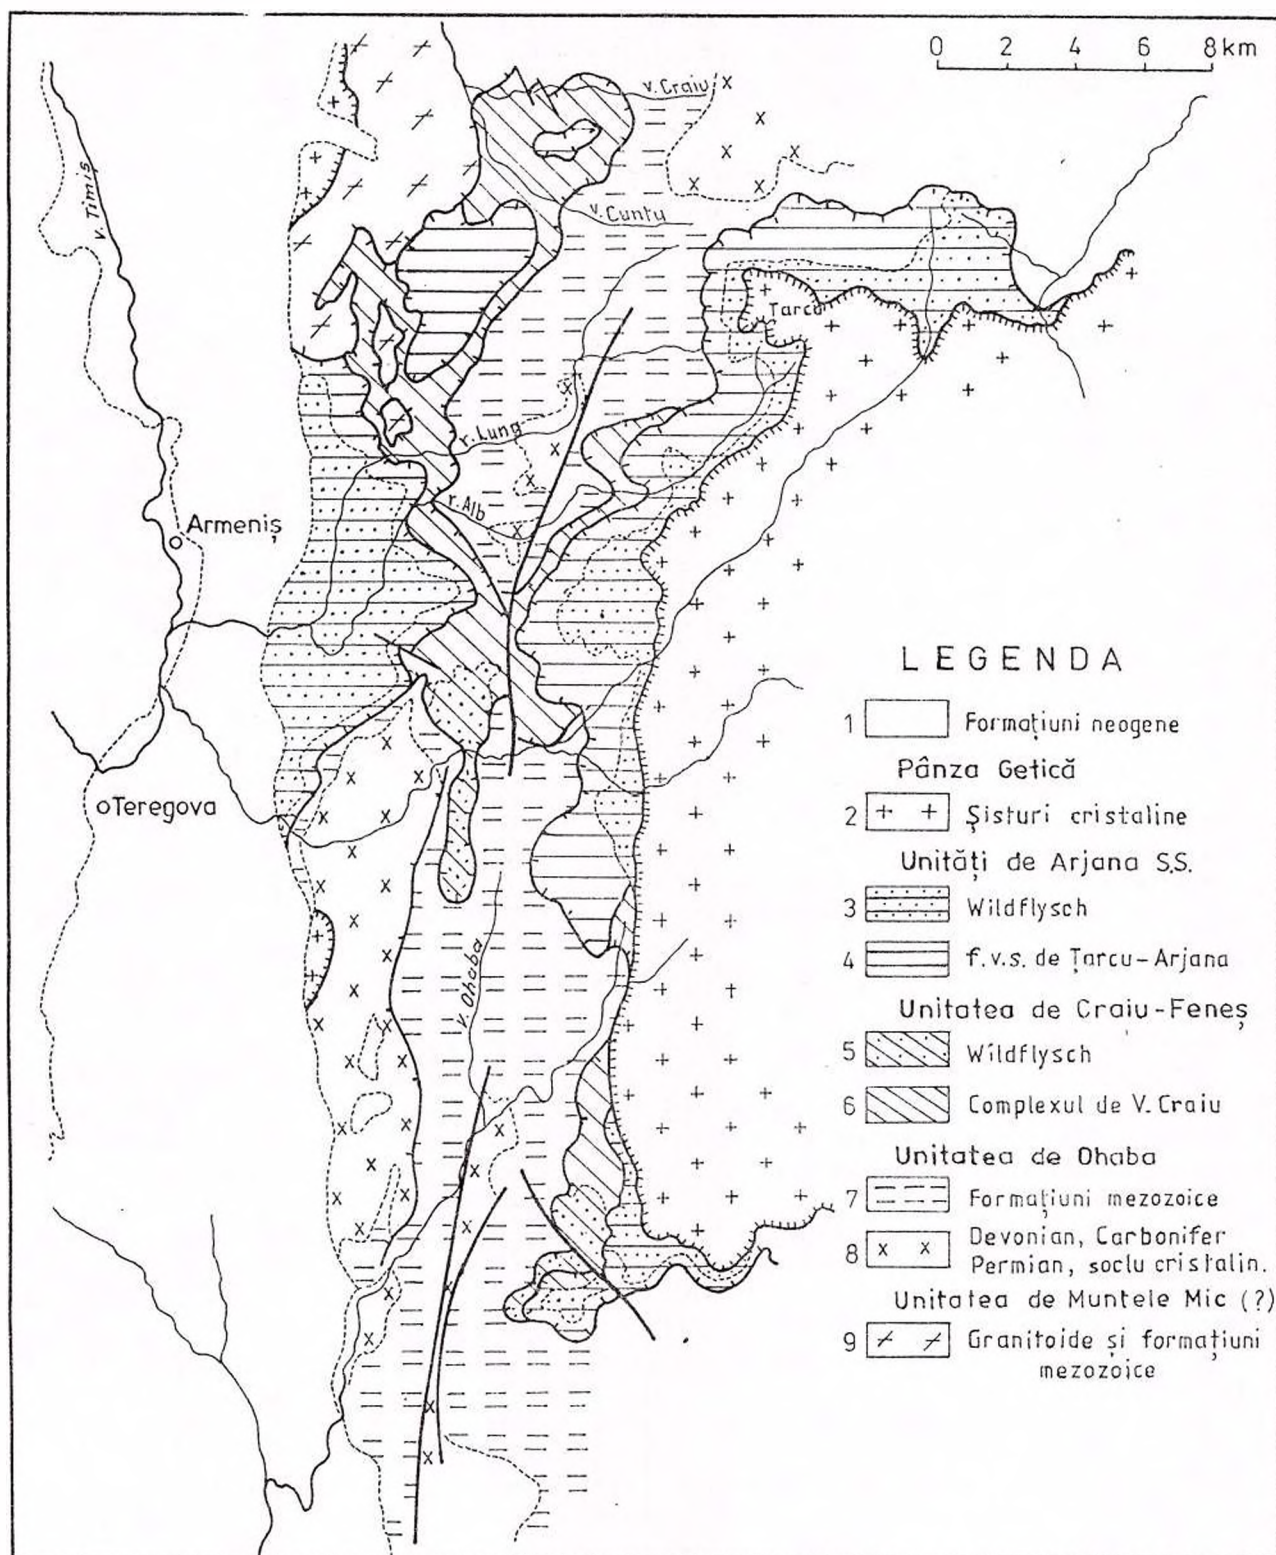 0 2 4 6 8 km
v. Craiu
v. Timiș
v. Cuntu
Tarcu
r. Lung
r. Alb
Armeniș
Teregova
v. Ohaba
LEGENDA
1 Formațiuni neogene
Pânza Getică
2 Șisturi cristaline
Unități de Arjana S.S.
3 Wildflysch
4 f.v.s. de Țarcu-Arjana
Unitatea de Craiu-Feneș
5 Wildflysch
6 Complexul de V. Craiu
Unitatea de Ohaba
7 Formațiuni mezozoice
8 Devonian, Carbonifer
Permian, soclu cristalin.
Unitatea de Muntele Mic (?)
9 Granitoide și formațiuni
mezozoice